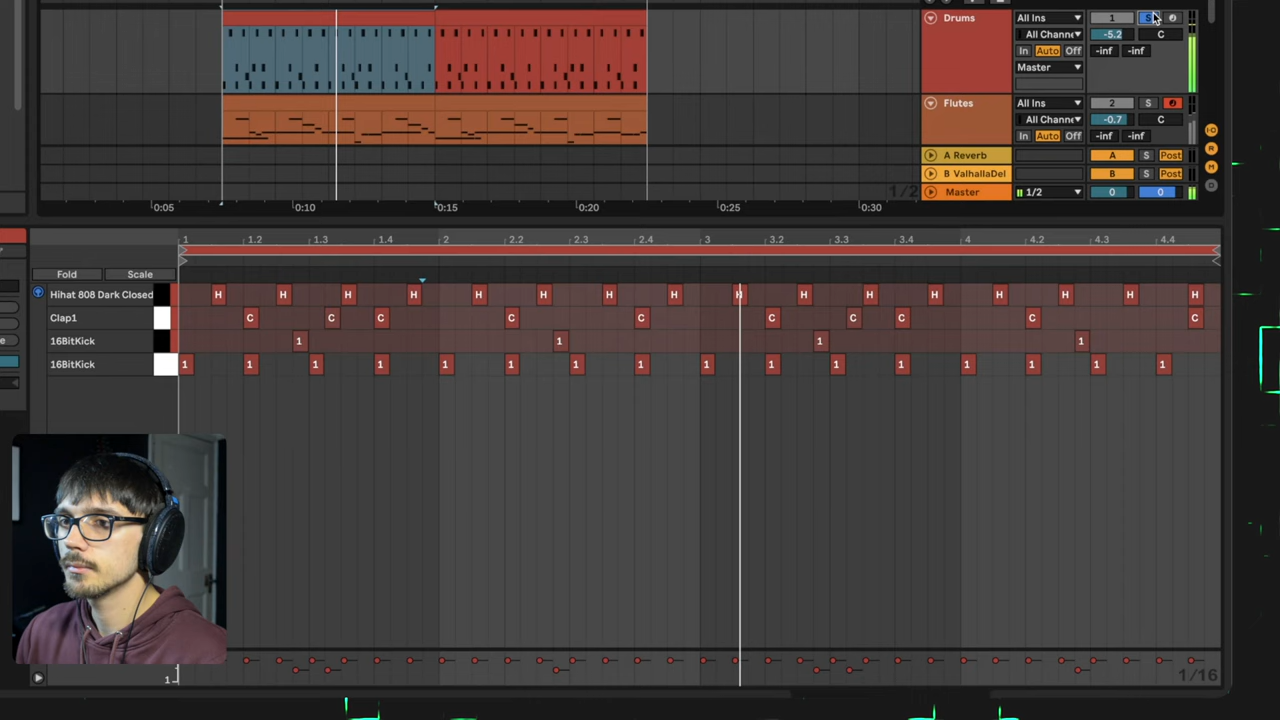 Drums All Ins 1 S
All Channe -5.2 C
In Auto Off -inf -inf
Master
Flutes All Ins 2 S
All Channe -0.7 C
In Auto Off -inf -inf
A Reverb A S Post
B ValhallaDel B S Post
1/2 Master 1/2 0 0
0:05 0:10 0:15 0:20 0:25 0:30
I·O
R
M
D
1 1.2 1.3 1.4 2 2.2 2.3 2.4 3 3.2 3.3 3.4 4 4.2 4.3 4.4
Fold Scale
Hihat 808 Dark Closed H H H H H H H H H H H H H H H H
Clap1 C C C C C C C C C C
16BitKick 1 1 1 1
16BitKick 1 1 1 1 1 1 1 1 1 1 1 1 1 1 1 1
1 1/16